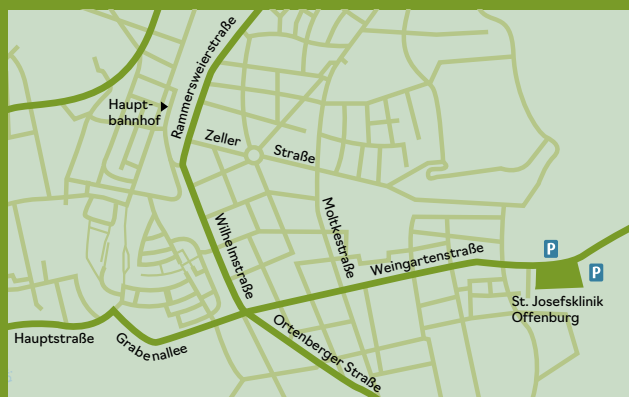 Rammersweierstraße
Haupt-
bahnhof
Zeller
Straße
Moltkestraße
Wilhelmstraße
Weingartenstraße
P
P
St. Josefsklinik
Offenburg
Hauptstraße
Grabenallee
Ortenberger Straße